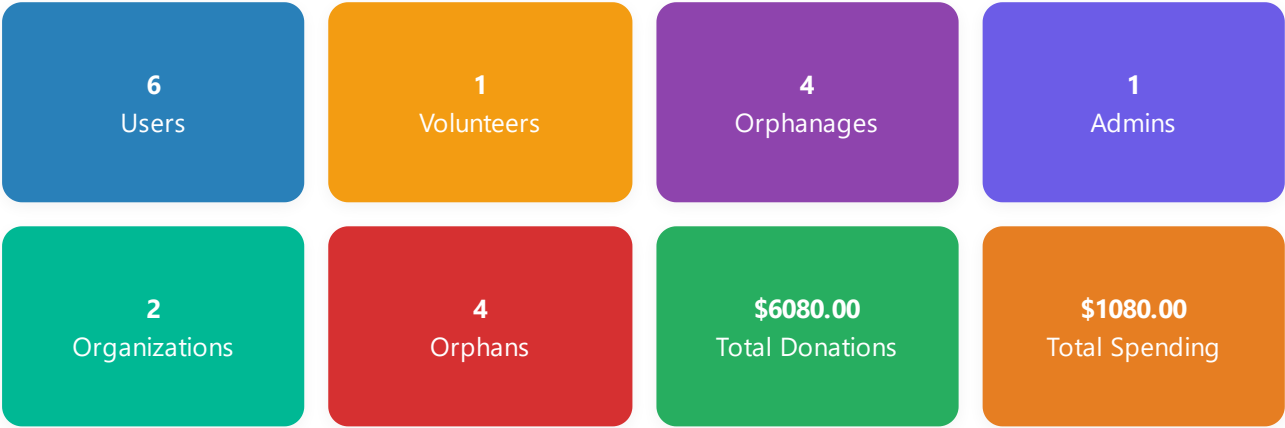 6
Users
1
Volunteers
4
Orphanages
1
Admins
2
Organizations
4
Orphans
$6080.00
Total Donations
$1080.00
Total Spending